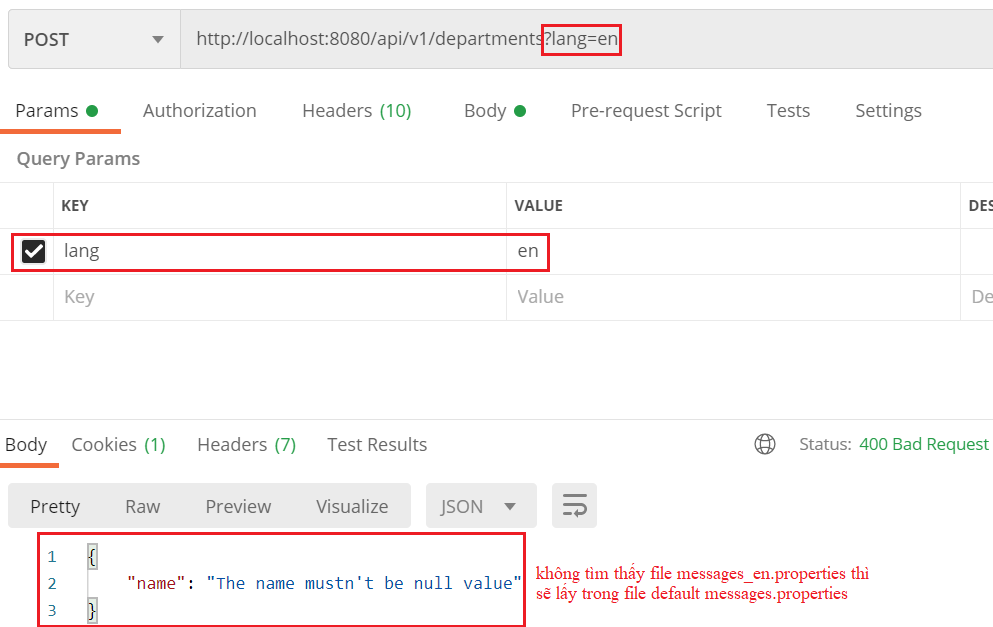 POST http://localhost:8080/api/v1/departments?lang=en
Params Authorization Headers (10) Body Pre-request Script Tests Settings
Query Params
KEY VALUE DES
lang en
Key Value De
Body Cookies (1) Headers (7) Test Results Status: 400 Bad Request
Pretty Raw Preview Visualize JSON
1 {
2 "name": "The name mustn't be null value"
3 }
không tìm thấy file messages_en.properties thì
sẽ lấy trong file default messages.properties